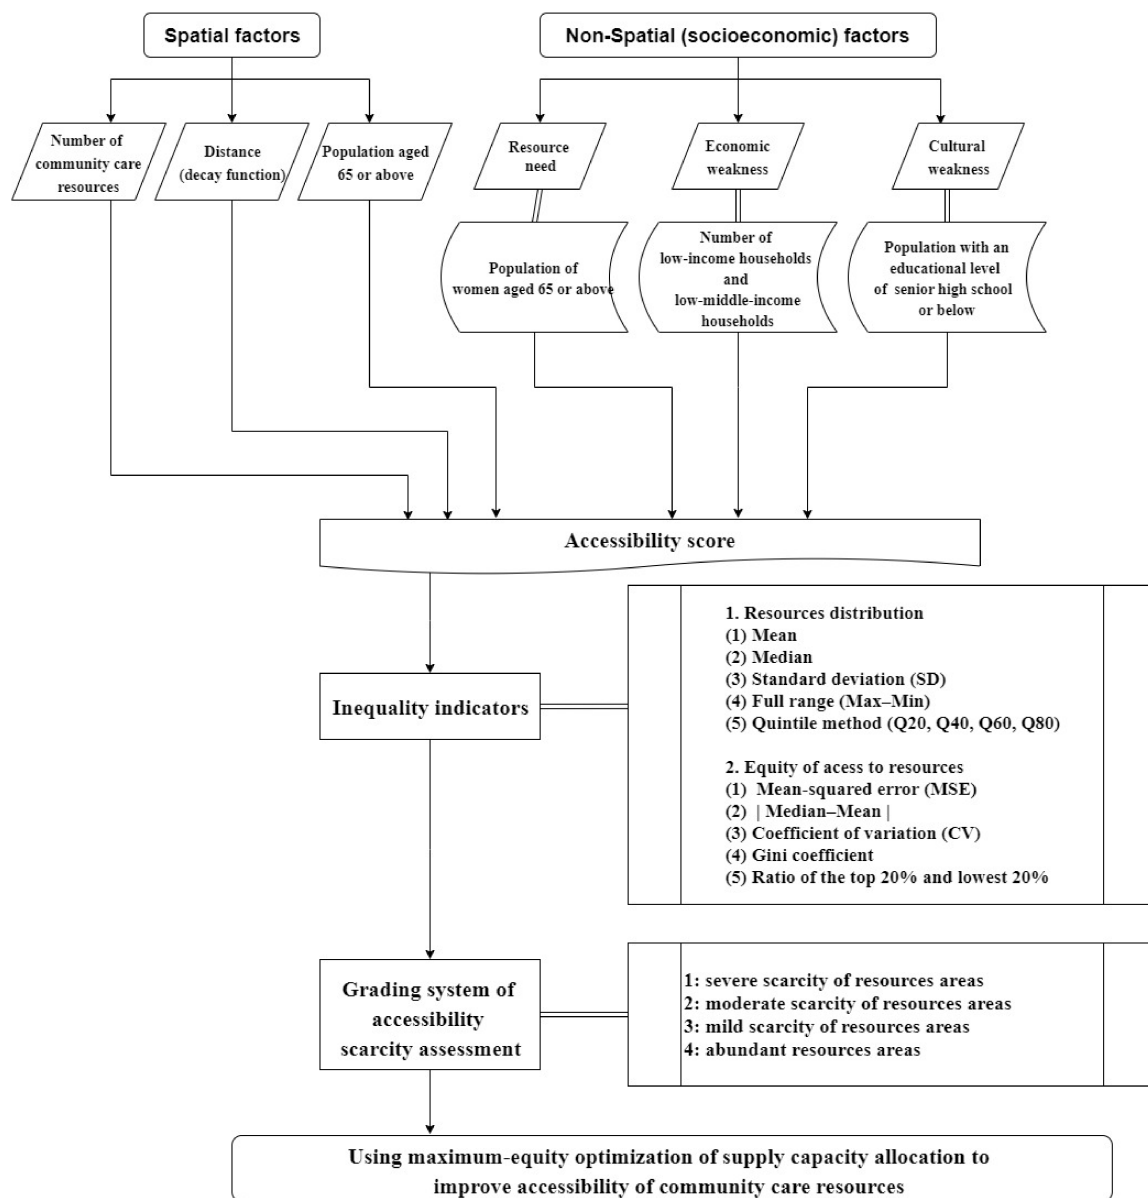 Spatial factors
Non-Spatial (socioeconomic) factors
Number of
community care
resources
Distance
(decay function)
Population aged
65 or above
Resource
need
Economic
weakness
Cultural
weakness
Population of
women aged 65 or above
Number of
low-income households
and
low-middle-income
households
Population with an
educational level
of senior high school
or below
Accessibility score
Inequality indicators
1. Resources distribution
(1) Mean
(2) Median
(3) Standard deviation (SD)
(4) Full range (Max–Min)
(5) Quintile method (Q20, Q40, Q60, Q80)
2. Equity of acess to resources
(1) Mean-squared error (MSE)
(2) | Median–Mean |
(3) Coefficient of variation (CV)
(4) Gini coefficient
(5) Ratio of the top 20% and lowest 20%
Grading system of
accessibility
scarcity assessment
1: severe scarcity of resources areas
2: moderate scarcity of resources areas
3: mild scarcity of resources areas
4: abundant resources areas
Using maximum-equity optimization of supply capacity allocation to
improve accessibility of community care resources